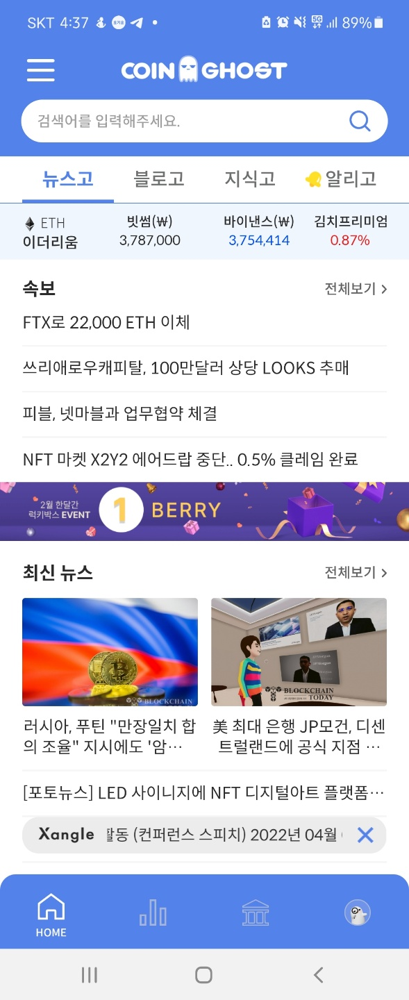 SKT 4:37
5G
89%
COIN GHOST
검색어를 입력해주세요.
뉴스고 블로고 지식고 알리고
ETH 빗썸(₩) 바이낸스(₩) 김치프리미엄
이더리움 3,787,000 3,754,414 0.87%
속보 전체보기 >
FTX로 22,000 ETH 이체
쓰리애로우캐피탈, 100만달러 상당 LOOKS 추매
피블, 넷마블과 업무협약 체결
NFT 마켓 X2Y2 에어드랍 중단.. 0.5% 클레임 완료
2월 한달간
럭키박스 EVENT
1 BERRY
최신 뉴스 전체보기 >
BLOCKCHAIN
TODAY
BLOCKCHAIN
TODAY
러시아, 푸틴 "만장일치 합
의 조율" 지시에도 '암…
美 최대 은행 JP모건, 디센
트럴랜드에 공식 지점 …
[포토뉴스] LED 사이니지에 NFT 디지털아트 플랫폼…
Xangle 활동 (컨퍼런스 스피치) 2022년 04월
HOME